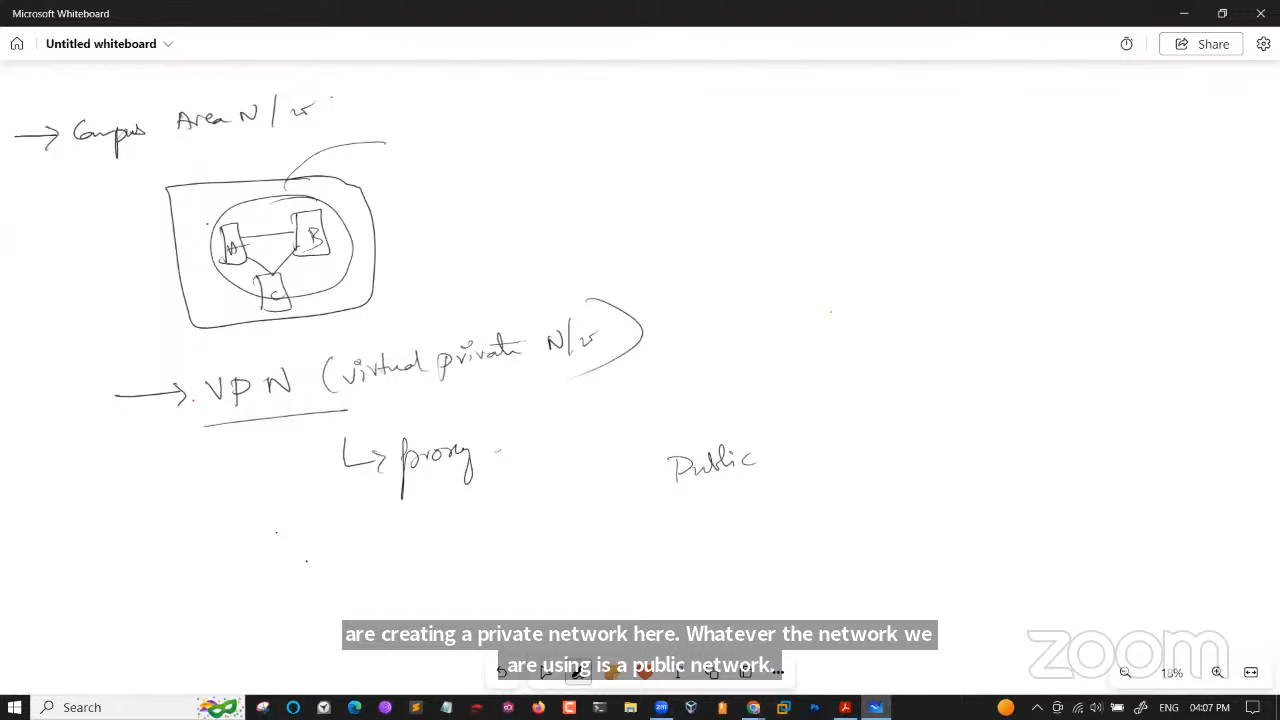 Microsoft Whiteboard
Untitled whiteboard
Share
→ Campus Area N/w
A
B
C
→ VPN (virtual private N/w)
↳ proxy
Public
are creating a private network here. Whatever the network we
are using is a public network.
zoom
18%
Search
ENG
04:07 PM